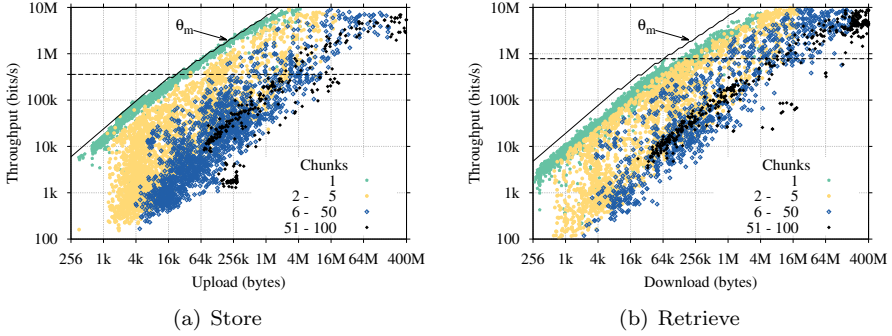 Throughput (bits/s)
10M
1M
100k
10k
1k
100
θm
Chunks
1
2 - 5
6 - 50
51 - 100
256 1k 4k 16k 64k 256k 1M 4M 16M 64M 400M
Upload (bytes)
(a) Store
Throughput (bits/s)
10M
1M
100k
10k
1k
100
θm
Chunks
1
2 - 5
6 - 50
51 - 100
256 1k 4k 16k 64k 256k 1M 4M 16M 64M 400M
Download (bytes)
(b) Retrieve